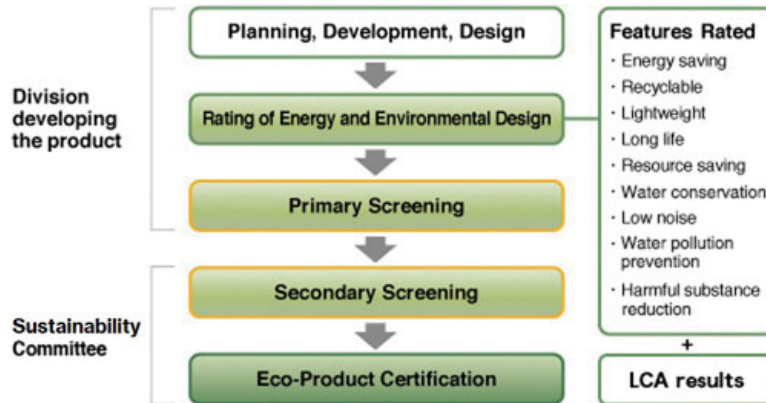 Planning, Development, Design
Division
developing
the product
Rating of Energy and Environmental Design
Primary Screening
Sustainability
Committee
Secondary Screening
Eco-Product Certification
Features Rated
· Energy saving
· Recyclable
· Lightweight
· Long life
· Resource saving
· Water conservation
· Low noise
· Water pollution
prevention
· Harmful substance
reduction
+
LCA results